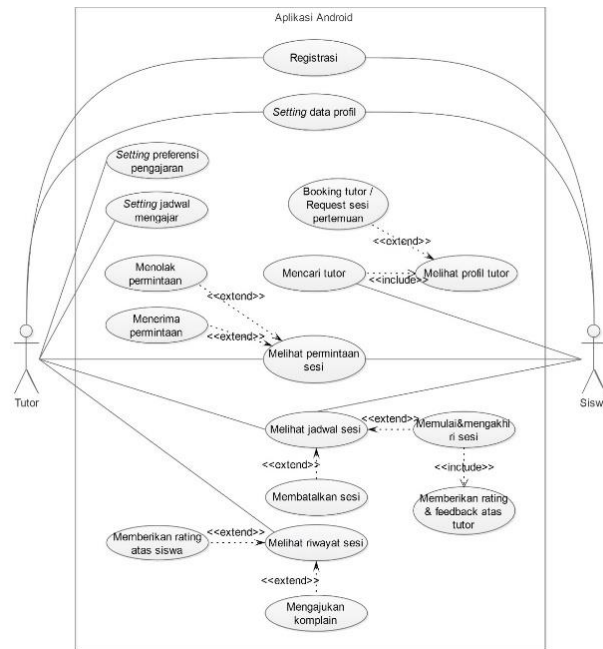 Aplikasi Android
Registrasi
Setting data profil
Setting preferensi
pengajaran
Booking tutor /
Request sesi
pertemuan
Setting jadwal
mengajar
<<extend>>
Menolak
permintaan
Mencari tutor
Melihat profil tutor
<<include>>
<<extend>>
Menerima
permintaan
<<extend>>
Melihat permintaan
sesi
Tutor
Sisw
Melihat jadwal sesi
<<extend>>
Memulai&mengakhi
ri sesi
<<extend>>
<<include>>
Membatalkan sesi
Memberikan rating
& feedback atas
tutor
Memberikan rating
atas siswa
<<extend>>
Melihat riwayat sesi
<<extend>>
Mengajukan
komplain